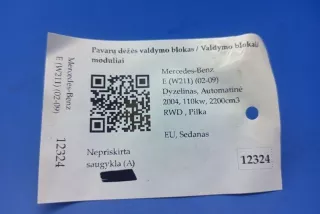 Pavarų dėžės valdymo blokas / Valdymo blokai/
moduliai
Mercedes-Benz
E (W211) (02-09)
Dyzelinas, Automatinė
2004, 110kw, 2200cm3
RWD , Pilka
EU, Sedanas
Nepriskirta
saugykla (A)
12324
Mercedes-Benz
E (W211) (02-09)
12324